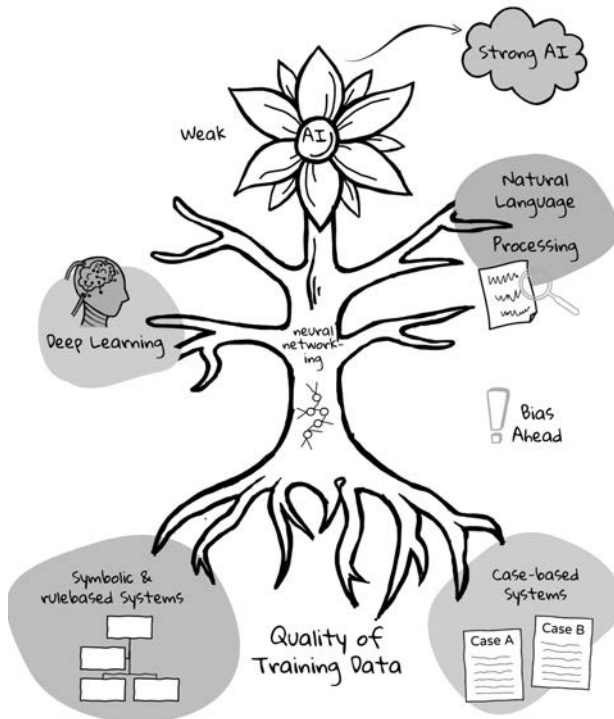 Strong AI
Weak
AI
Natural
Language
Processing
Deep Learning
neural
network-
ing
Bias
Ahead
Symbolic &
rulebased Systems
Case-based
Systems
Case A
Case B
Quality of
Training Data